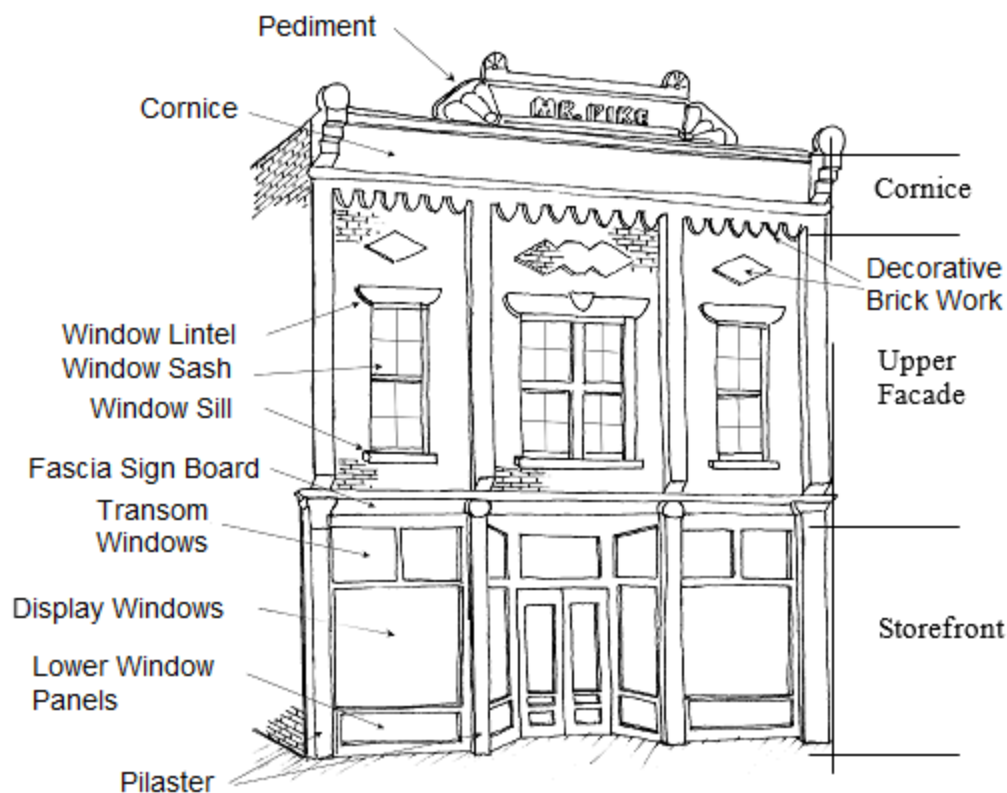 Pediment
MR. PIKE
Cornice
Cornice
Decorative
Brick Work
Window Lintel
Window Sash
Upper
Facade
Window Sill
Fascia Sign Board
Transom
Windows
Display Windows
Storefront
Lower Window
Panels
Pilaster